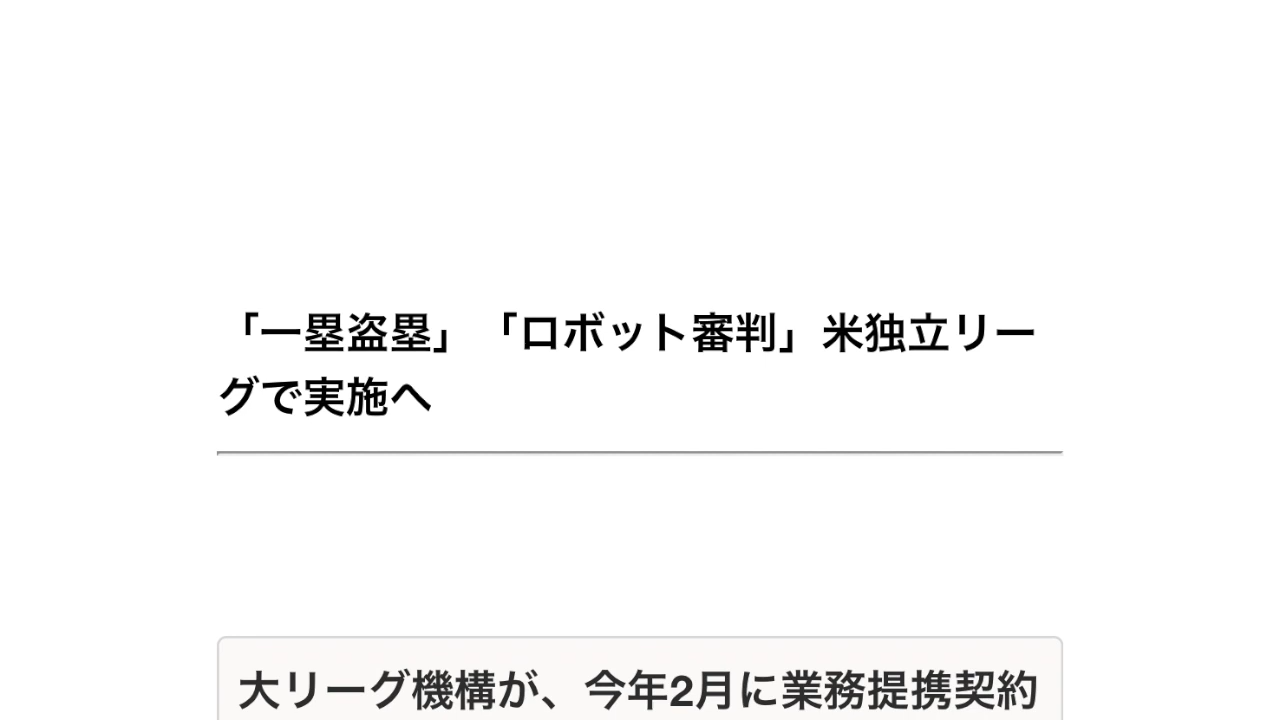 「一塁盗塁」「ロボット審判」米独立リー
グで実施へ
大リーグ機構が、今年2月に業務提携契約